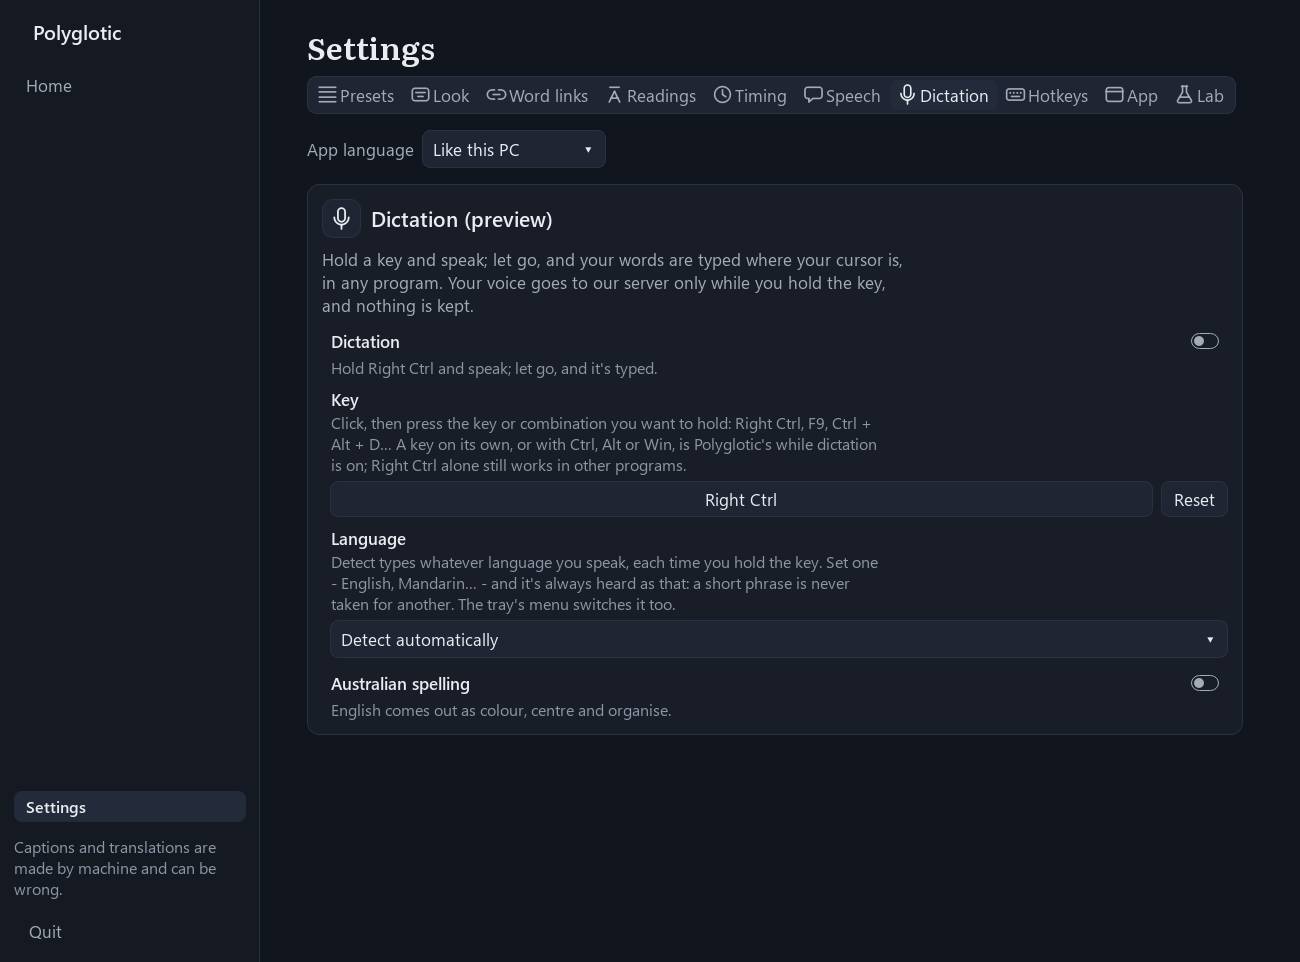 Polyglotic
Home
Settings
Presets Look Word links Readings Timing Speech Dictation Hotkeys App Lab
App language Like this PC
Dictation (preview)
Hold a key and speak; let go, and your words are typed where your cursor is,
in any program. Your voice goes to our server only while you hold the key,
and nothing is kept.
Dictation
Hold Right Ctrl and speak; let go, and it's typed.
Key
Click, then press the key or combination you want to hold: Right Ctrl, F9, Ctrl +
Alt + D... A key on its own, or with Ctrl, Alt or Win, is Polyglotic's while dictation
is on; Right Ctrl alone still works in other programs.
Right Ctrl Reset
Language
Detect types whatever language you speak, each time you hold the key. Set one
- English, Mandarin... - and it's always heard as that: a short phrase is never
taken for another. The tray's menu switches it too.
Detect automatically
Australian spelling
English comes out as colour, centre and organise.
Settings
Captions and translations are
made by machine and can be
wrong.
Quit